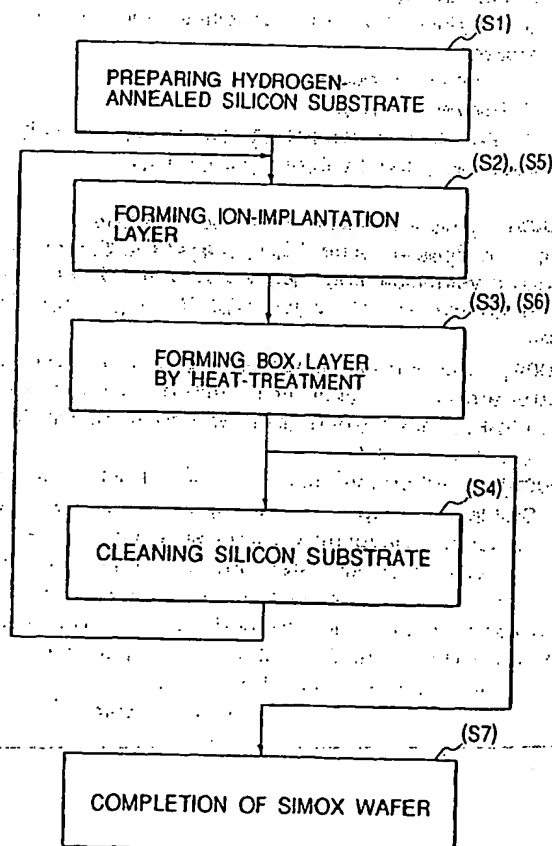 (S1)
PREPARING HYDROGEN-
ANNEALED SILICON SUBSTRATE
(S2), (S5)
FORMING ION-IMPLANTATION
LAYER
(S3), (S6)
FORMING BOX LAYER
BY HEAT-TREATMENT
(S4)
CLEANING SILICON SUBSTRATE
(S7)
COMPLETION OF SIMOX WAFER